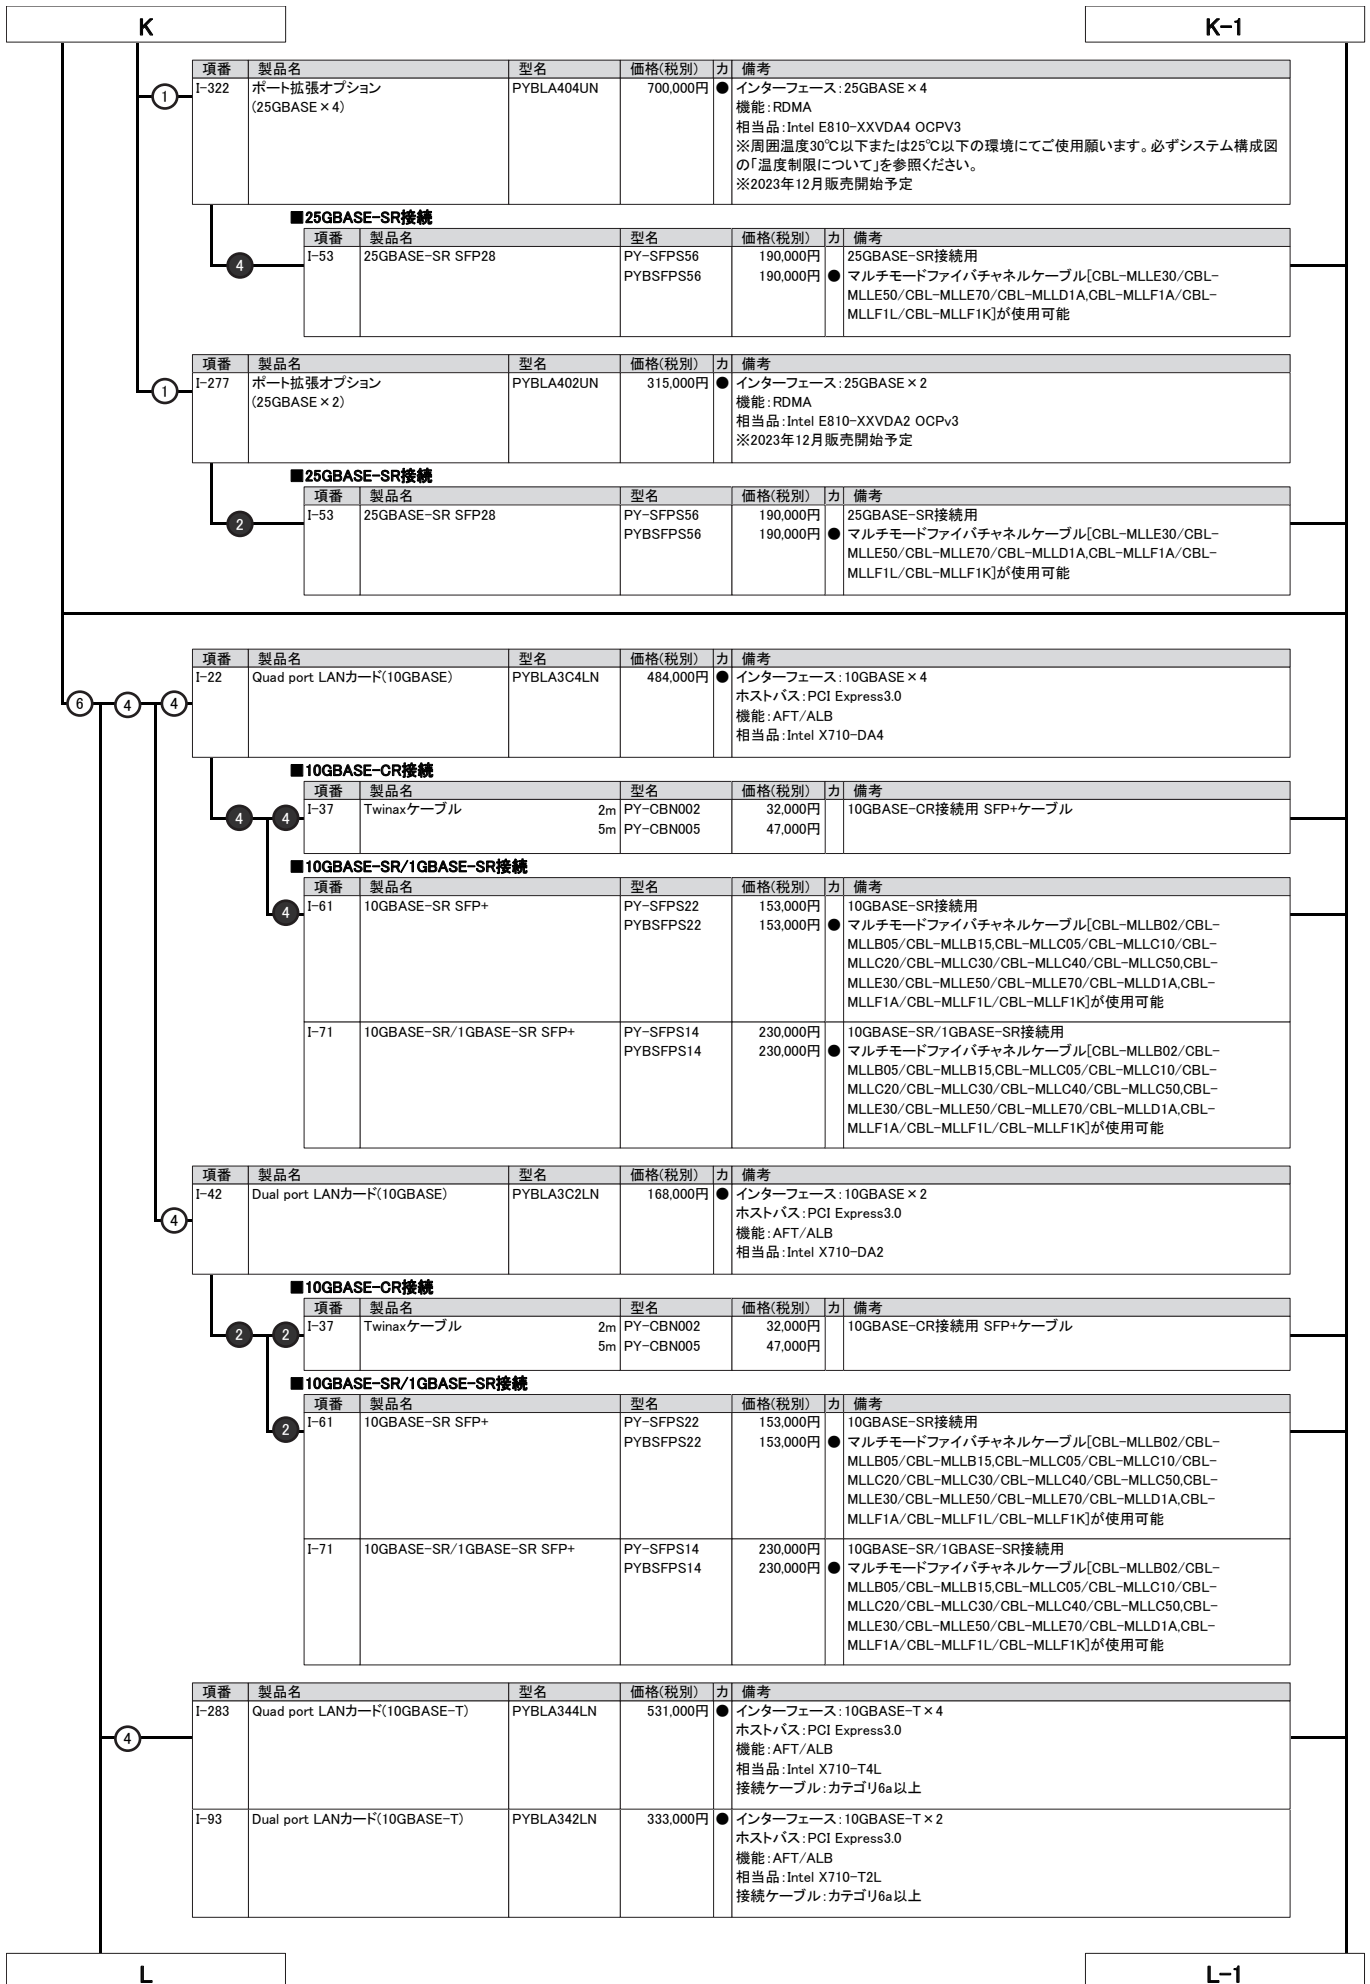 K
K-1
項番 製品名 型名 価格(税別) カ 備考
① I-322 ポート拡張オプション PYBLA404UN 700,000円 ● インターフェース:25GBASE×4
(25GBASE×4) 機能:RDMA
相当品:Intel E810-XXVDA4 OCPV3
※周囲温度30℃以下または25℃以下の環境にてご使用願います。必ずシステム構成図
の「温度制限について」を参照ください。
※2023年12月販売開始予定
■25GBASE-SR接続
項番 製品名 型名 価格(税別) カ 備考
4 I-53 25GBASE-SR SFP28 PY-SFPS56 190,000円 25GBASE-SR接続用
PYBSFPS56 190,000円 ● マルチモードファイバチャネルケーブル[CBL-MLLE30/CBL-
MLLE50/CBL-MLLE70/CBL-MLLD1A,CBL-MLLF1A/CBL-
MLLF1L/CBL-MLLF1K]が使用可能
項番 製品名 型名 価格(税別) カ 備考
① I-277 ポート拡張オプション PYBLA402UN 315,000円 ● インターフェース:25GBASE×2
(25GBASE×2) 機能:RDMA
相当品:Intel E810-XXVDA2 OCPv3
※2023年12月販売開始予定
■25GBASE-SR接続
項番 製品名 型名 価格(税別) カ 備考
2 I-53 25GBASE-SR SFP28 PY-SFPS56 190,000円 25GBASE-SR接続用
PYBSFPS56 190,000円 ● マルチモードファイバチャネルケーブル[CBL-MLLE30/CBL-
MLLE50/CBL-MLLE70/CBL-MLLD1A,CBL-MLLF1A/CBL-
MLLF1L/CBL-MLLF1K]が使用可能
項番 製品名 型名 価格(税別) カ 備考
⑥ ④ ④ I-22 Quad port LANカード(10GBASE) PYBLA3C4LN 484,000円 ● インターフェース:10GBASE×4
ホストバス:PCI Express3.0
機能:AFT/ALB
相当品:Intel X710-DA4
■10GBASE-CR接続
項番 製品名 型名 価格(税別) カ 備考
4 4 I-37 Twinaxケーブル 2m PY-CBN002 32,000円 10GBASE-CR接続用 SFP+ケーブル
5m PY-CBN005 47,000円
■10GBASE-SR/1GBASE-SR接続
項番 製品名 型名 価格(税別) カ 備考
4 I-61 10GBASE-SR SFP+ PY-SFPS22 153,000円 10GBASE-SR接続用
PYBSFPS22 153,000円 ● マルチモードファイバチャネルケーブル[CBL-MLLB02/CBL-
MLLB05/CBL-MLLB15,CBL-MLLC05/CBL-MLLC10/CBL-
MLLC20/CBL-MLLC30/CBL-MLLC40/CBL-MLLC50,CBL-
MLLE30/CBL-MLLE50/CBL-MLLE70/CBL-MLLD1A,CBL-
MLLF1A/CBL-MLLF1L/CBL-MLLF1K]が使用可能
I-71 10GBASE-SR/1GBASE-SR SFP+ PY-SFPS14 230,000円 10GBASE-SR/1GBASE-SR接続用
PYBSFPS14 230,000円 ● マルチモードファイバチャネルケーブル[CBL-MLLB02/CBL-
MLLB05/CBL-MLLB15,CBL-MLLC05/CBL-MLLC10/CBL-
MLLC20/CBL-MLLC30/CBL-MLLC40/CBL-MLLC50,CBL-
MLLE30/CBL-MLLE50/CBL-MLLE70/CBL-MLLD1A,CBL-
MLLF1A/CBL-MLLF1L/CBL-MLLF1K]が使用可能
項番 製品名 型名 価格(税別) カ 備考
④ I-42 Dual port LANカード(10GBASE) PYBLA3C2LN 168,000円 ● インターフェース:10GBASE×2
ホストバス:PCI Express3.0
機能:AFT/ALB
相当品:Intel X710-DA2
■10GBASE-CR接続
項番 製品名 型名 価格(税別) カ 備考
2 2 I-37 Twinaxケーブル 2m PY-CBN002 32,000円 10GBASE-CR接続用 SFP+ケーブル
5m PY-CBN005 47,000円
■10GBASE-SR/1GBASE-SR接続
項番 製品名 型名 価格(税別) カ 備考
2 I-61 10GBASE-SR SFP+ PY-SFPS22 153,000円 10GBASE-SR接続用
PYBSFPS22 153,000円 ● マルチモードファイバチャネルケーブル[CBL-MLLB02/CBL-
MLLB05/CBL-MLLB15,CBL-MLLC05/CBL-MLLC10/CBL-
MLLC20/CBL-MLLC30/CBL-MLLC40/CBL-MLLC50,CBL-
MLLE30/CBL-MLLE50/CBL-MLLE70/CBL-MLLD1A,CBL-
MLLF1A/CBL-MLLF1L/CBL-MLLF1K]が使用可能
I-71 10GBASE-SR/1GBASE-SR SFP+ PY-SFPS14 230,000円 10GBASE-SR/1GBASE-SR接続用
PYBSFPS14 230,000円 ● マルチモードファイバチャネルケーブル[CBL-MLLB02/CBL-
MLLB05/CBL-MLLB15,CBL-MLLC05/CBL-MLLC10/CBL-
MLLC20/CBL-MLLC30/CBL-MLLC40/CBL-MLLC50,CBL-
MLLE30/CBL-MLLE50/CBL-MLLE70/CBL-MLLD1A,CBL-
MLLF1A/CBL-MLLF1L/CBL-MLLF1K]が使用可能
項番 製品名 型名 価格(税別) カ 備考
④ I-283 Quad port LANカード(10GBASE-T) PYBLA344LN 531,000円 ● インターフェース:10GBASE-T×4
ホストバス:PCI Express3.0
機能:AFT/ALB
相当品:Intel X710-T4L
接続ケーブル:カテゴリ6a以上
I-93 Dual port LANカード(10GBASE-T) PYBLA342LN 333,000円 ● インターフェース:10GBASE-T×2
ホストバス:PCI Express3.0
機能:AFT/ALB
相当品:Intel X710-T2L
接続ケーブル:カテゴリ6a以上
L
L-1